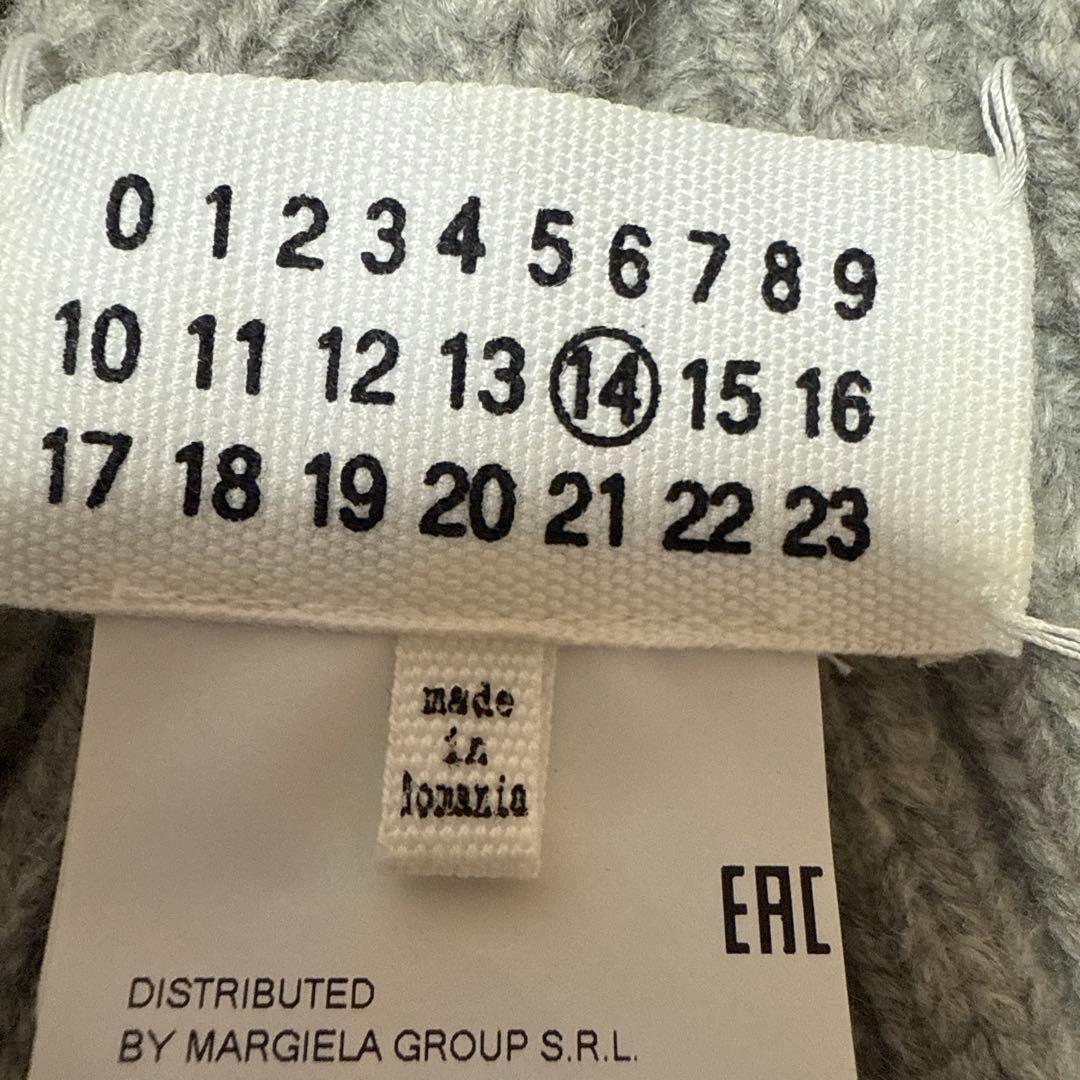 0 1 2 3 4 5 6 7 8 9
10 11 12 13 14 15 16
17 18 19 20 21 22 23
made
in
Romania
EAC
DISTRIBUTED
BY MARGIELA GROUP S.R.L.